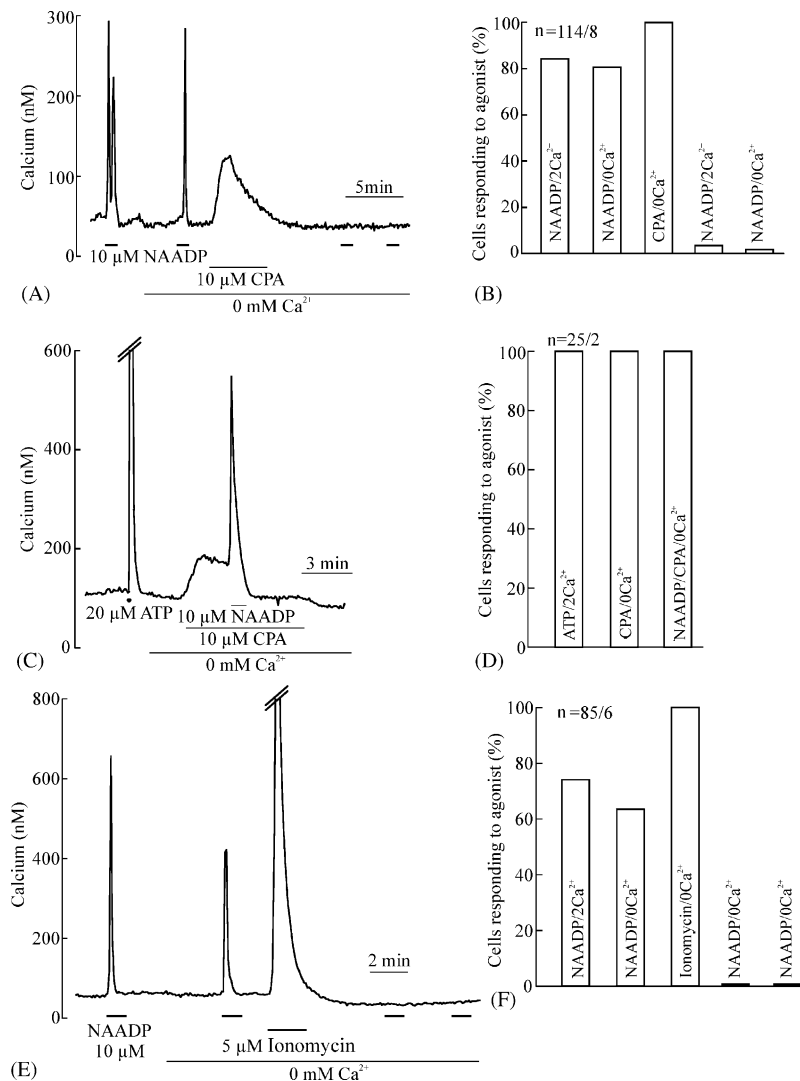 300
200
100
0
Calcium (nM)
5min
10 µM NAADP
10 µM CPA
0 mM Ca²⁺
(A)
n=114/8
100
80
60
40
20
0
Cells responding to agonist (%)
NAADP/2Ca²⁻
NAADP/0Ca²⁺
CPA/0Ca²⁺
NAADP/2Ca²⁻
NAADP/0Ca²⁺
(B)
600
400
200
0
Calcium (nM)
3 min
20 µM ATP
10 µM NAADP
10 µM CPA
0 mM Ca²⁺
(C)
n=25/2
100
80
60
40
20
0
Cells responding to agonist (%)
ATP/2Ca²⁺
CPA/0Ca²⁺
NAADP/CPA/0Ca²⁺
(D)
800
600
400
200
0
Calcium (nM)
2 min
NAADP
10 µM
5 µM Ionomycin
0 mM Ca²⁺
(E)
n =85/6
100
80
60
40
20
0
Cells responding to agonist (%)
NAADP/2Ca²⁺
NAADP/0Ca²⁺
Ionomycin/0Ca²⁺
NAADP/0Ca²⁺
NAADP/0Ca²⁺
(F)